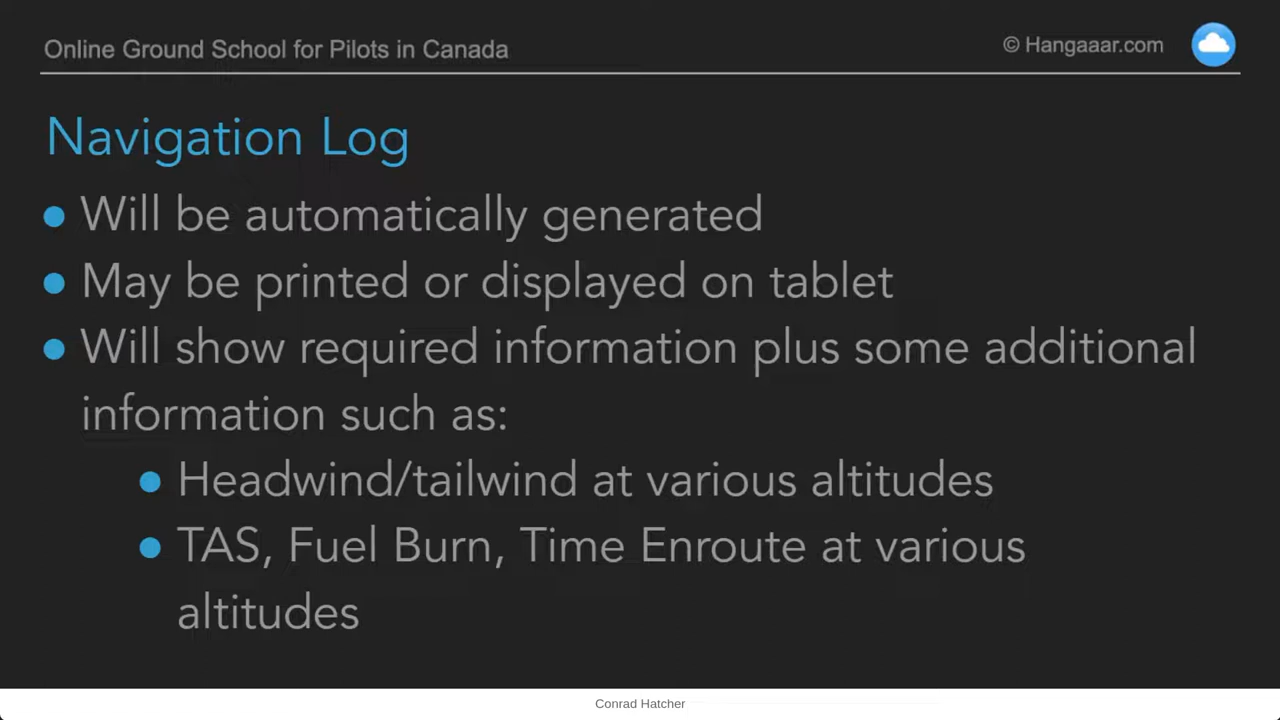 Online Ground School for Pilots in Canada
© Hangaaar.com
Navigation Log
● Will be automatically generated
● May be printed or displayed on tablet
● Will show required information plus some additional
information such as:
● Headwind/tailwind at various altitudes
● TAS, Fuel Burn, Time Enroute at various
altitudes
Conrad Hatcher